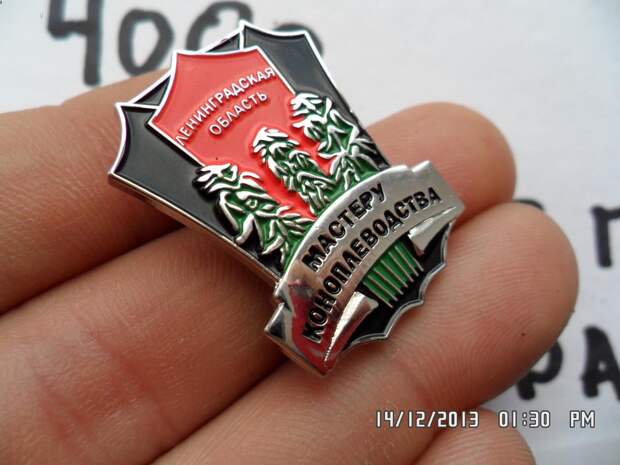 ЛЕНИНГРАДСКАЯ
ОБЛАСТЬ
МАСТЕРУ
КОНОПЛЕВОДСТВА
14/12/2013 01:30 PM